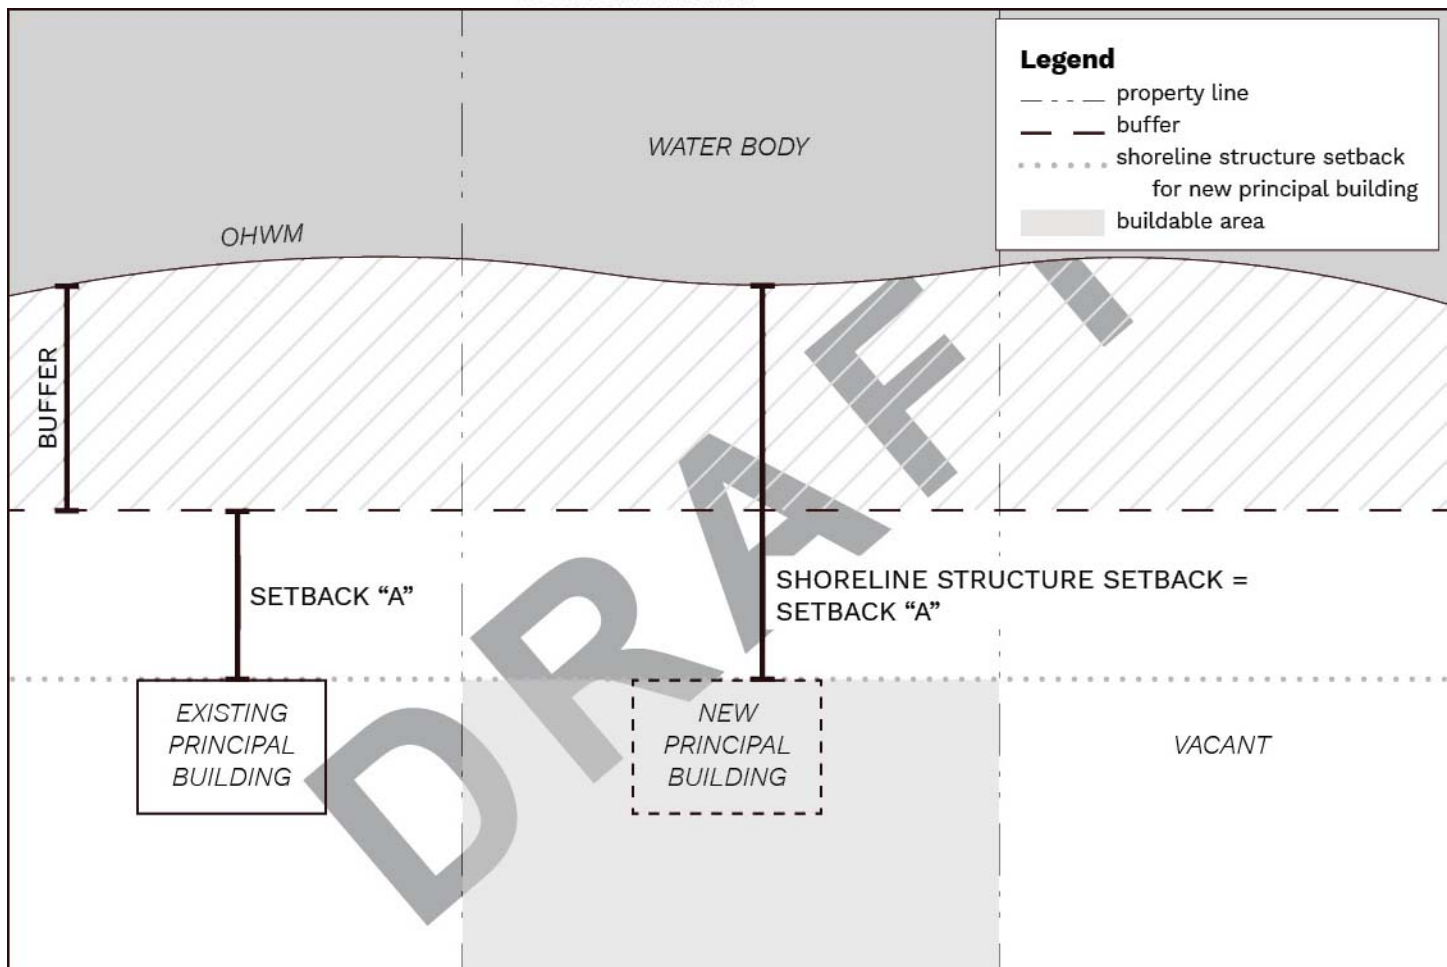 Legend
property line
buffer
shoreline structure setback
for new principal building
buildable area
WATER BODY
OHWM
BUFFER
SETBACK “A”
SHORELINE STRUCTURE SETBACK =
SETBACK “A”
EXISTING
PRINCIPAL
BUILDING
NEW
PRINCIPAL
BUILDING
VACANT
DRAFT